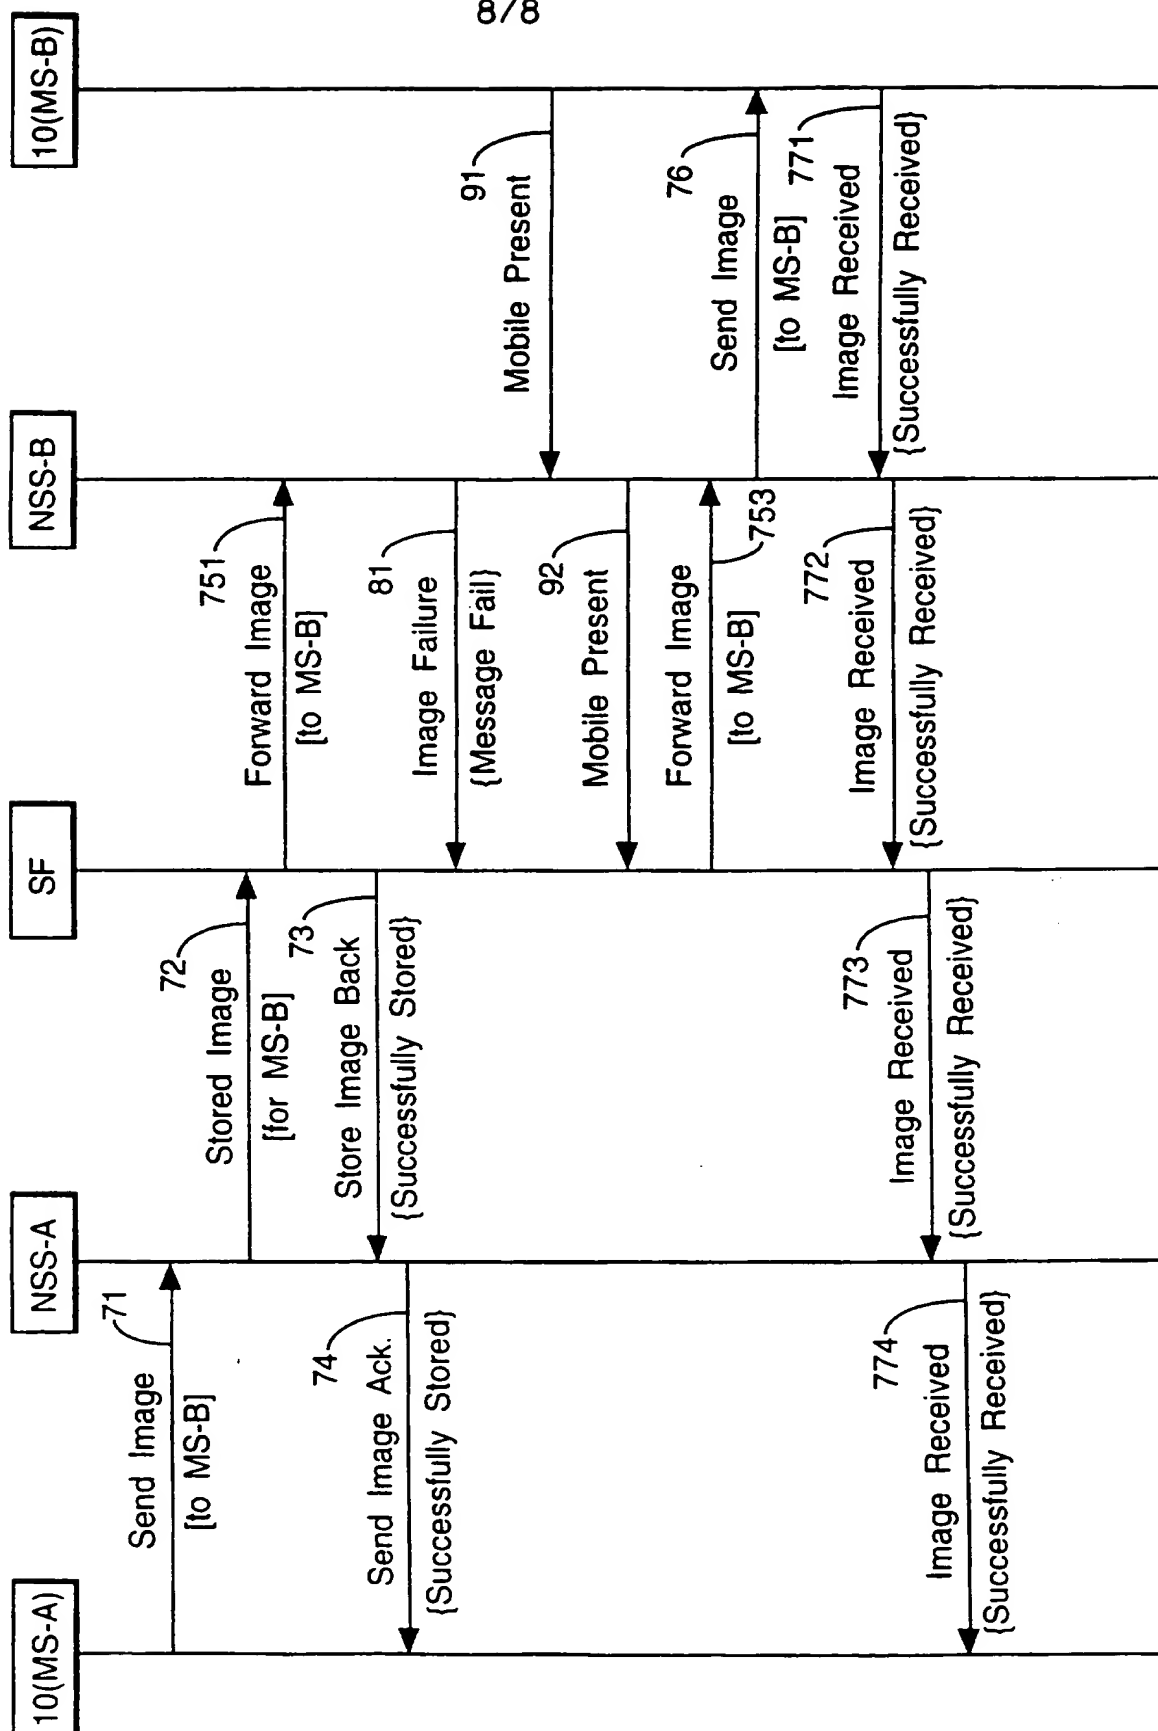 8/8
10(MS-A)
NSS-A
SF
NSS-B
10(MS-B)
Send Image
71
[to MS-B]
Stored Image
72
[for MS-B]
Forward Image
751
[to MS-B]
Store Image Back
73
{Successfully Stored}
Send Image Ack.
74
{Successfully Stored}
Image Failure
81
{Message Fail}
Mobile Present
91
Mobile Present
92
Forward Image
753
[to MS-B]
Send Image
76
[to MS-B]
Image Received
771
{Successfully Received}
Image Received
772
{Successfully Received}
Image Received
773
{Successfully Received}
Image Received
774
{Successfully Received}